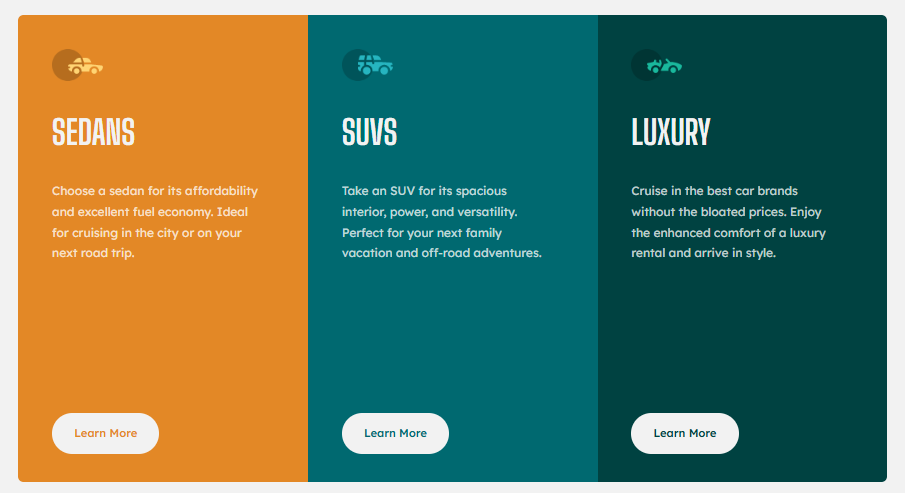 SEDANS
Choose a sedan for its affordability
and excellent fuel economy. Ideal
for cruising in the city or on your
next road trip.
Learn More
SUVS
Take an SUV for its spacious
interior, power, and versatility.
Perfect for your next family
vacation and off-road adventures.
Learn More
LUXURY
Cruise in the best car brands
without the bloated prices. Enjoy
the enhanced comfort of a luxury
rental and arrive in style.
Learn More